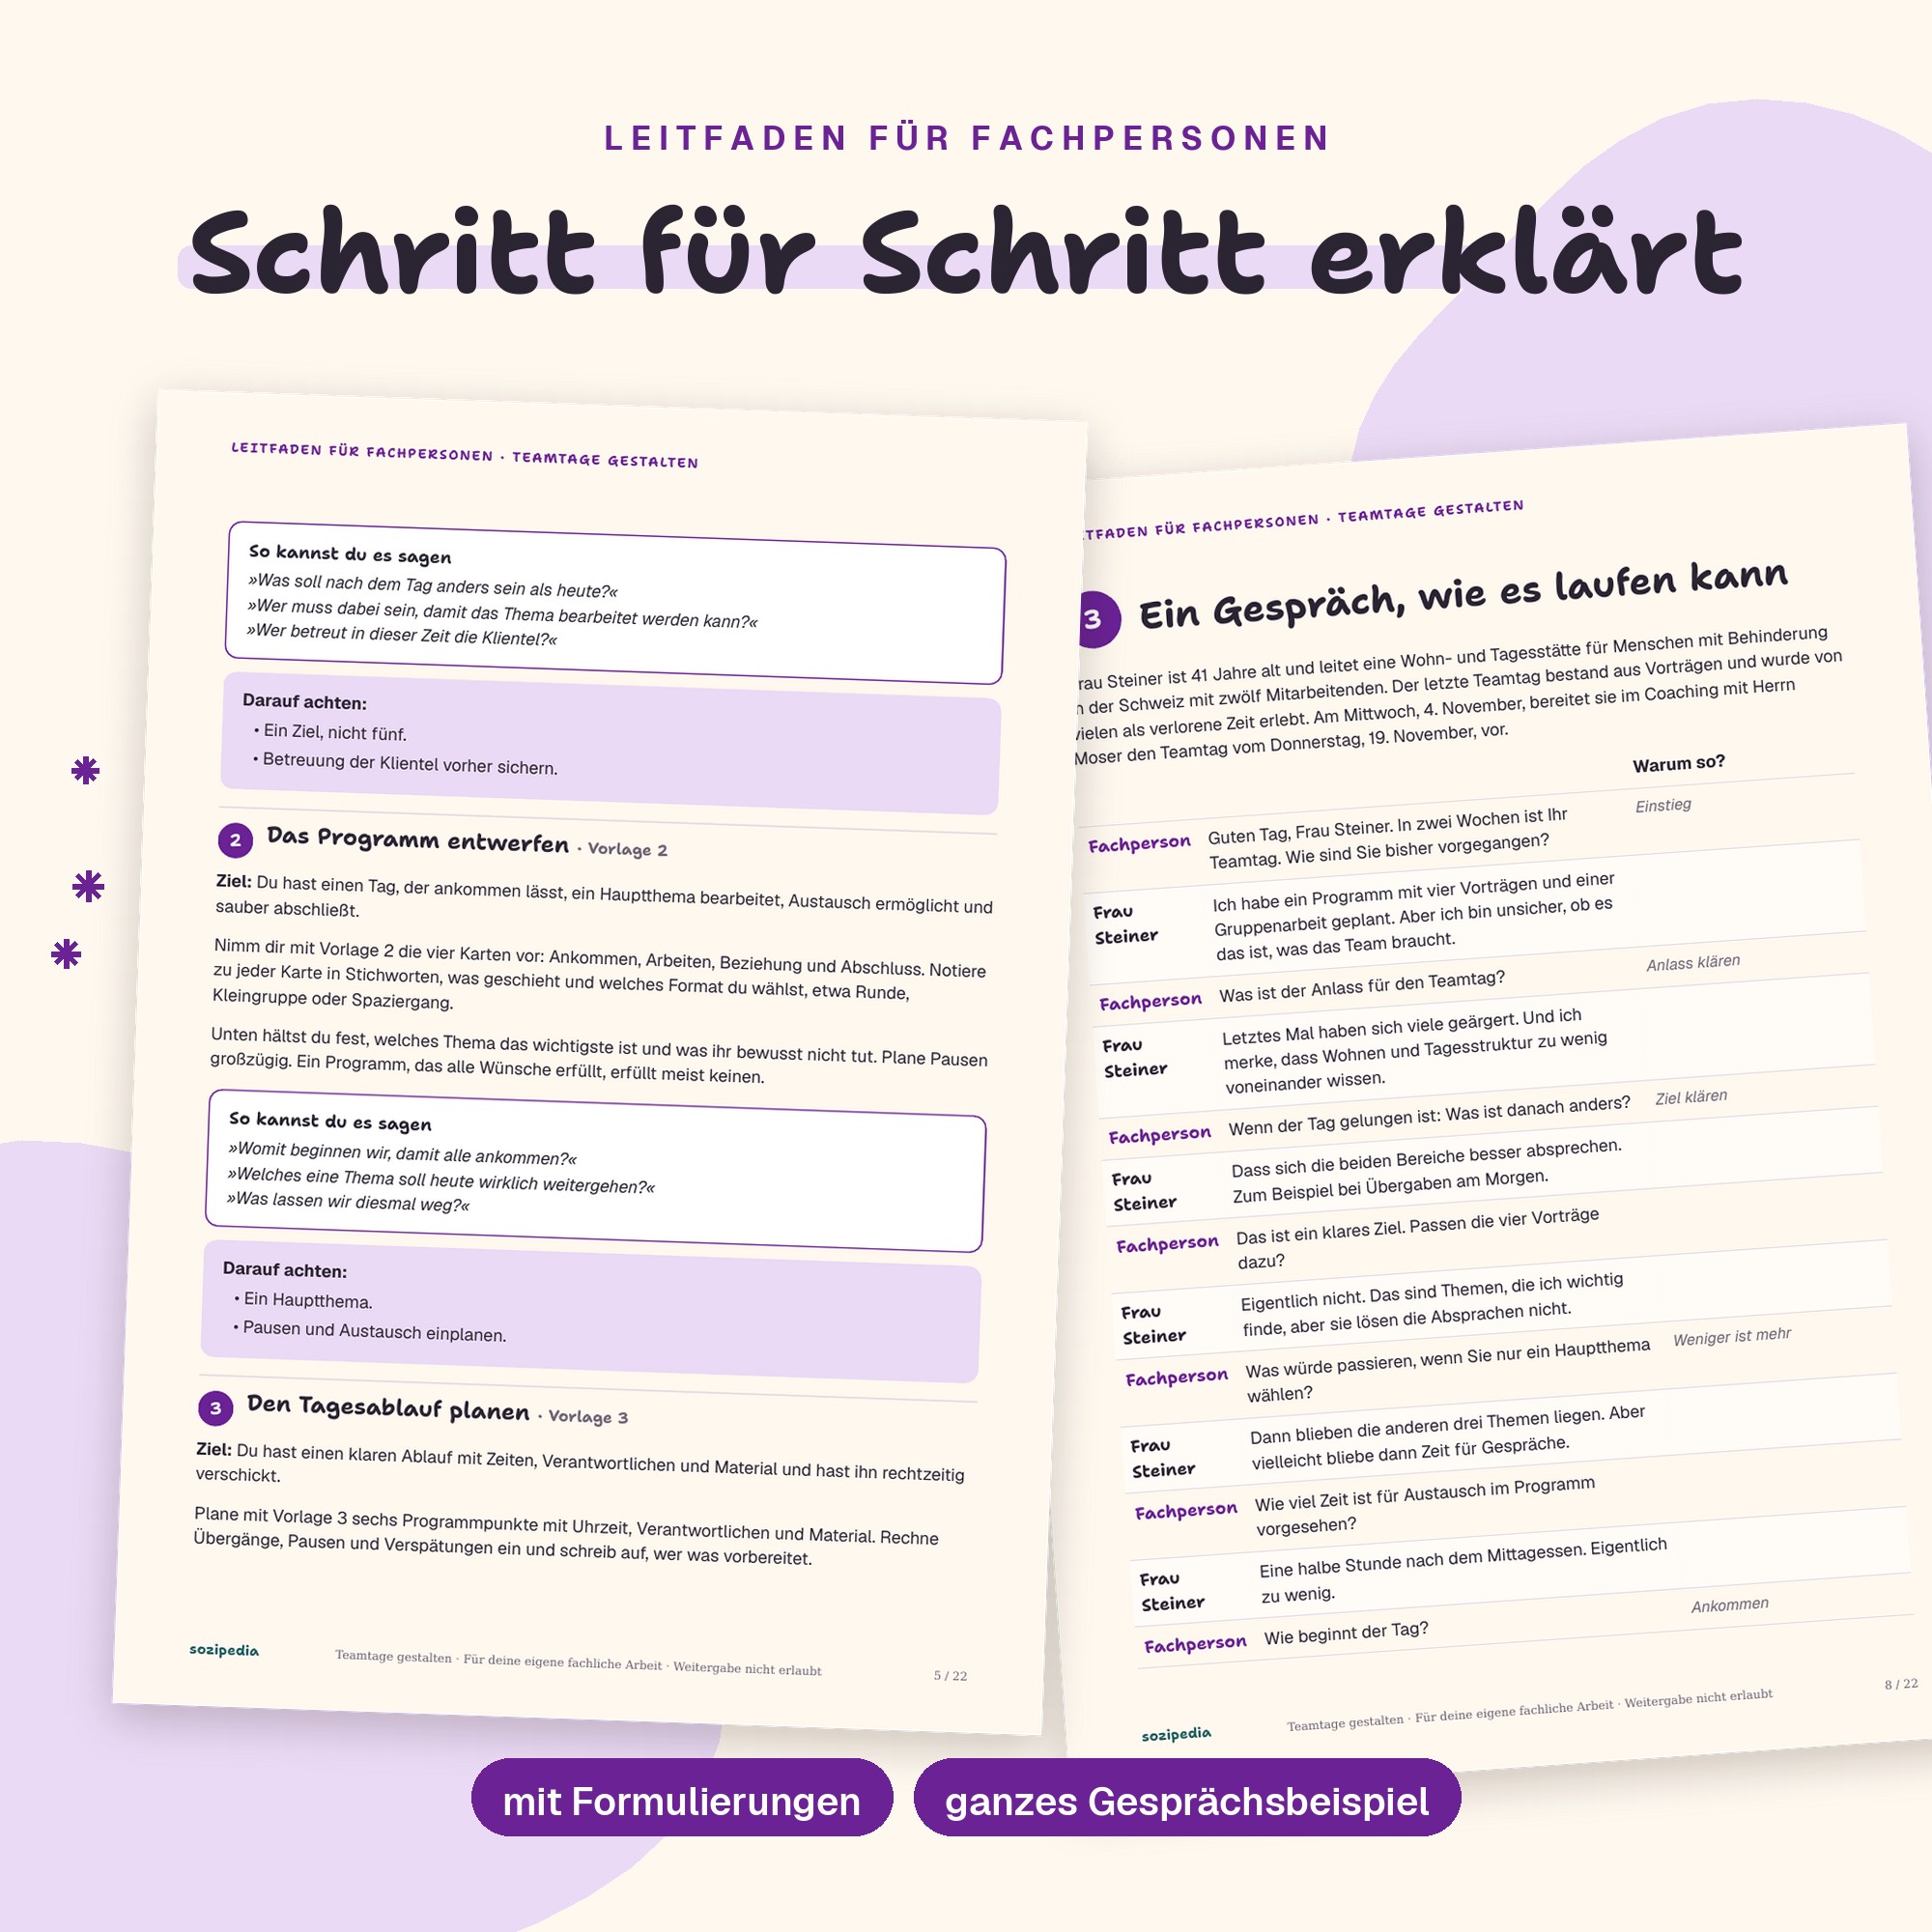 LEITFADEN FÜR FACHPERSONEN
Schritt für Schritt erklärt
LEITFADEN FÜR FACHPERSONEN · TEAMTAGE GESTALTEN
So kannst du es sagen
»Was soll nach dem Tag anders sein als heute?«
»Wer muss dabei sein, damit das Thema bearbeitet werden kann?«
»Wer betreut in dieser Zeit die Klientel?«
Darauf achten:
• Ein Ziel, nicht fünf.
• Betreuung der Klientel vorher sichern.
2 Das Programm entwerfen · Vorlage 2
Ziel: Du hast einen Tag, der ankommen lässt, ein Hauptthema bearbeitet, Austausch ermöglicht und
sauber abschließt.
Nimm dir mit Vorlage 2 die vier Karten vor: Ankommen, Arbeiten, Beziehung und Abschluss. Notiere
zu jeder Karte in Stichworten, was geschieht und welches Format du wählst, etwa Runde,
Kleingruppe oder Spaziergang.
Unten hältst du fest, welches Thema das wichtigste ist und was ihr bewusst nicht tut. Plane Pausen
großzügig. Ein Programm, das alle Wünsche erfüllt, erfüllt meist keinen.
So kannst du es sagen
»Womit beginnen wir, damit alle ankommen?«
»Welches eine Thema soll heute wirklich weitergehen?«
»Was lassen wir diesmal weg?«
Darauf achten:
• Ein Hauptthema.
• Pausen und Austausch einplanen.
3 Den Tagesablauf planen · Vorlage 3
Ziel: Du hast einen klaren Ablauf mit Zeiten, Verantwortlichen und Material und hast ihn rechtzeitig
verschickt.
Plane mit Vorlage 3 sechs Programmpunkte mit Uhrzeit, Verantwortlichen und Material. Rechne
Übergänge, Pausen und Verspätungen ein und schreib auf, wer was vorbereitet.
sozipedia Teamtage gestalten · Für deine eigene fachliche Arbeit · Weitergabe nicht erlaubt 5 / 22
FÜR FACHPERSONEN · TEAMTAGE GESTALTEN
3 Ein Gespräch, wie es laufen kann
Steiner ist 41 Jahre alt und leitet eine Wohn- und Tagesstätte für Menschen mit Behinderung
der Schweiz mit zwölf Mitarbeitenden. Der letzte Teamtag bestand aus Vorträgen und wurde von
vielen als verlorene Zeit erlebt. Am Mittwoch, 4. November, bereitet sie im Coaching mit Herrn
Moser den Teamtag vom Donnerstag, 19. November, vor.
Warum so?
Fachperson Guten Tag, Frau Steiner. In zwei Wochen ist Ihr Einstieg
Teamtag. Wie sind Sie bisher vorgegangen?
Frau Ich habe ein Programm mit vier Vorträgen und einer
Steiner Gruppenarbeit geplant. Aber ich bin unsicher, ob es
das ist, was das Team braucht.
Fachperson Was ist der Anlass für den Teamtag? Anlass klären
Frau Letztes Mal haben sich viele geärgert. Und ich
Steiner merke, dass Wohnen und Tagesstruktur zu wenig
voneinander wissen.
Fachperson Wenn der Tag gelungen ist: Was ist danach anders? Ziel klären
Frau Dass sich die beiden Bereiche besser absprechen.
Steiner Zum Beispiel bei Übergaben am Morgen.
Fachperson Das ist ein klares Ziel. Passen die vier Vorträge
dazu?
Frau Eigentlich nicht. Das sind Themen, die ich wichtig
Steiner finde, aber sie lösen die Absprachen nicht.
Fachperson Was würde passieren, wenn Sie nur ein Hauptthema Weniger ist mehr
wählen?
Frau Dann blieben die anderen drei Themen liegen. Aber
Steiner vielleicht bliebe dann Zeit für Gespräche.
Fachperson Wie viel Zeit ist für Austausch im Programm
vorgesehen?
Frau Eine halbe Stunde nach dem Mittagessen. Eigentlich
Steiner zu wenig.
Fachperson Wie beginnt der Tag? Ankommen
sozipedia Teamtage gestalten · Für deine eigene fachliche Arbeit · Weitergabe nicht erlaubt 8 / 22
mit Formulierungen ganzes Gesprächsbeispiel